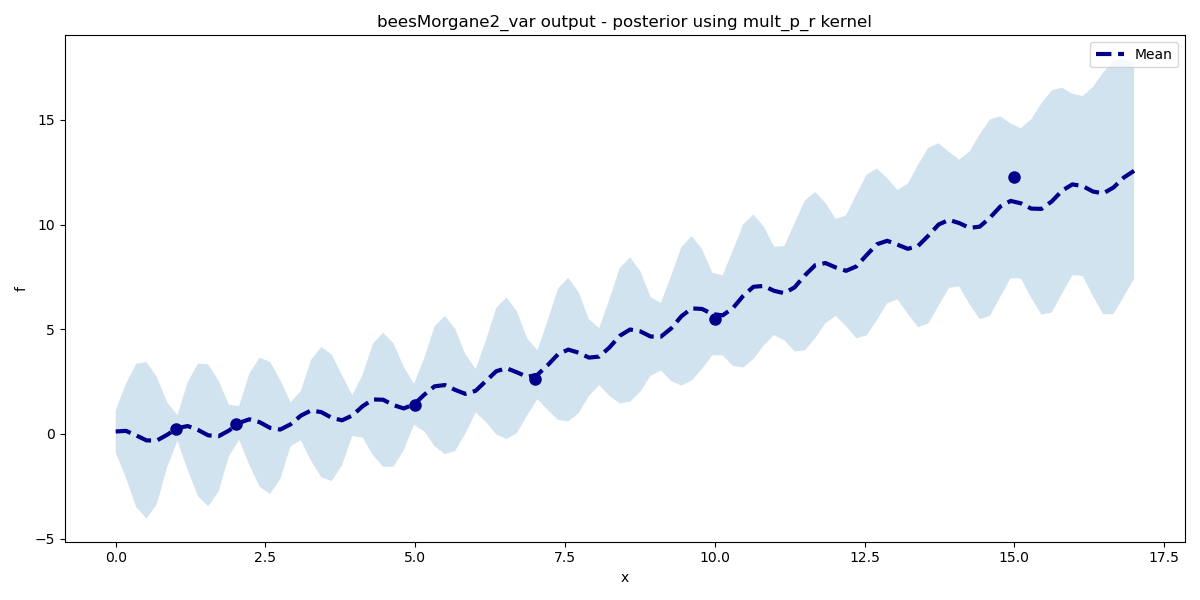 beesMorgane2_var output - posterior using mult_p_r kernel
Mean
15
10
5
0
−5
f
0.0 2.5 5.0 7.5 10.0 12.5 15.0 17.5
x